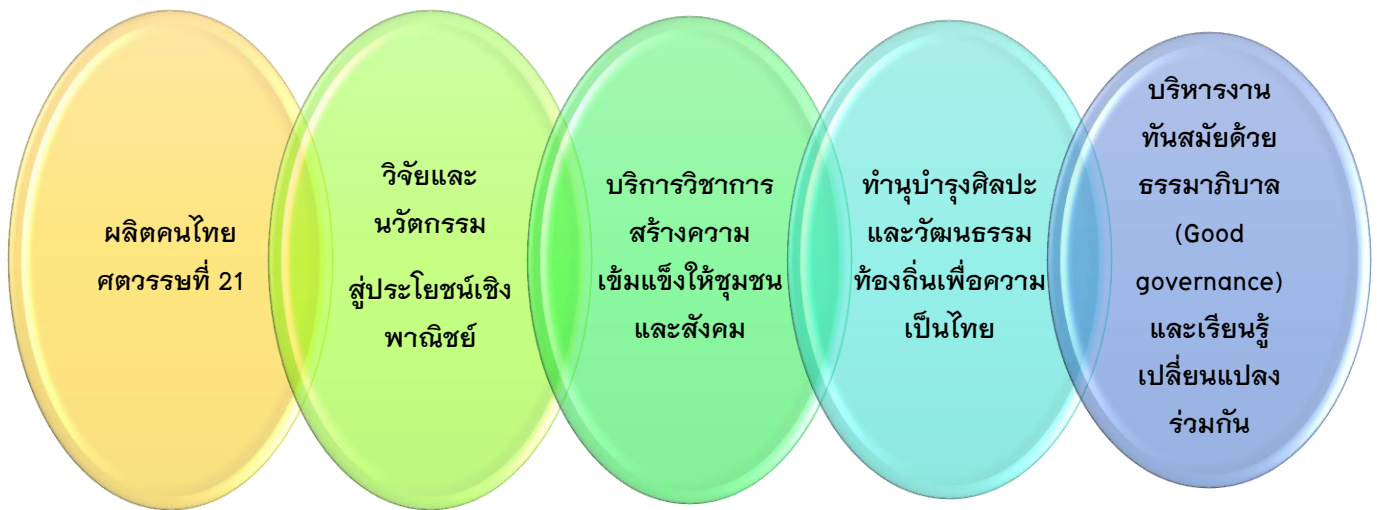 ผลิตคนไทย
ศตวรรษที่ 21
วิจัยและ
นวัตกรรม
สู่ประโยชน์เชิง
พาณิชย์
บริการวิชาการ
สร้างความ
เข้มแข็งให้ชุมชน
และสังคม
ทำนุบำรุงศิลปะ
และวัฒนธรรม
ท้องถิ่นเพื่อความ
เป็นไทย
บริหารงาน
ทันสมัยด้วย
ธรรมาภิบาล
(Good
governance)
และเรียนรู้
เปลี่ยนแปลง
ร่วมกัน